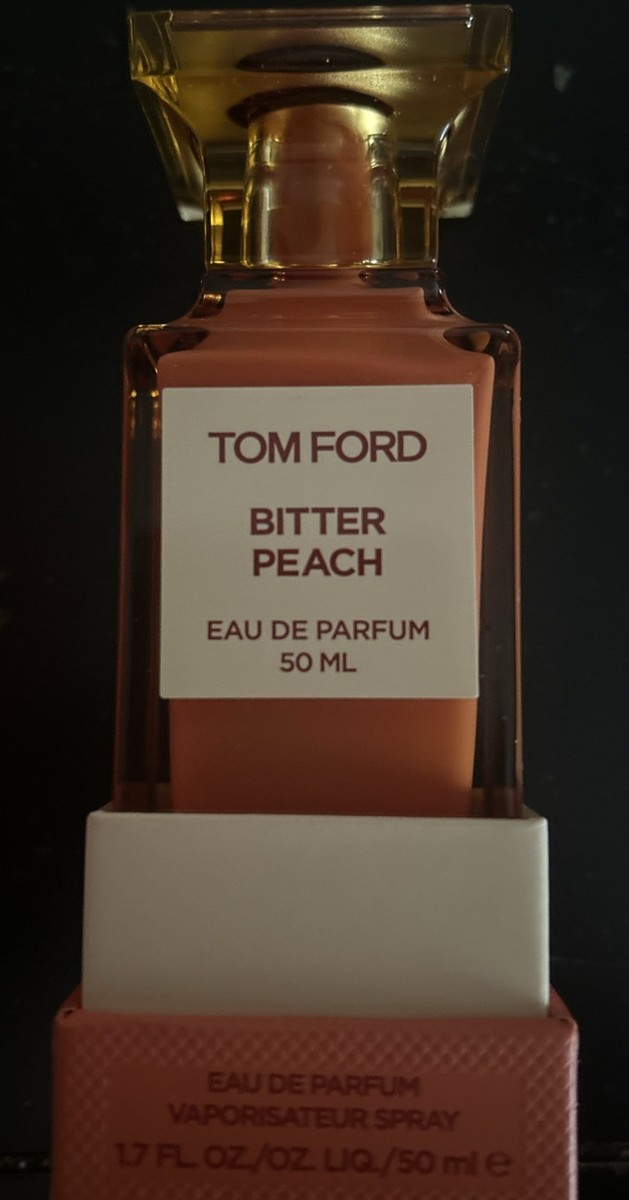 TOM FORD
BITTER
PEACH
EAU DE PARFUM
50 ML
EAU DE PARFUM
VAPORISATEUR SPRAY
1.7 FL. OZ./OZ. LIQ./50 ml ℮